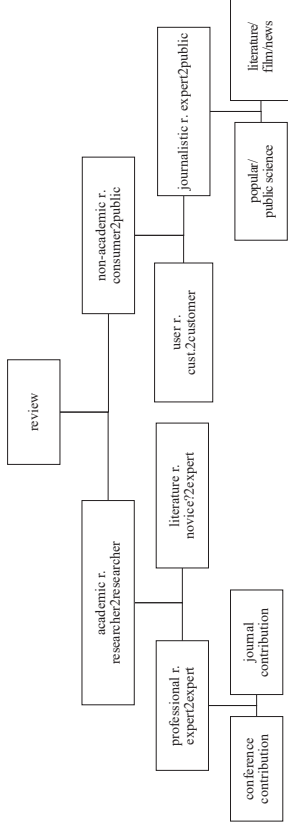 review
academic r.
researcher2researcher
non-academic r.
consumer2public
professional r.
expert2expert
literature r.
novice?2expert
user r.
cust.2customer
journalistic r. expert2public
conference
contribution
journal
contribution
popular/
public science
literature/
film/news